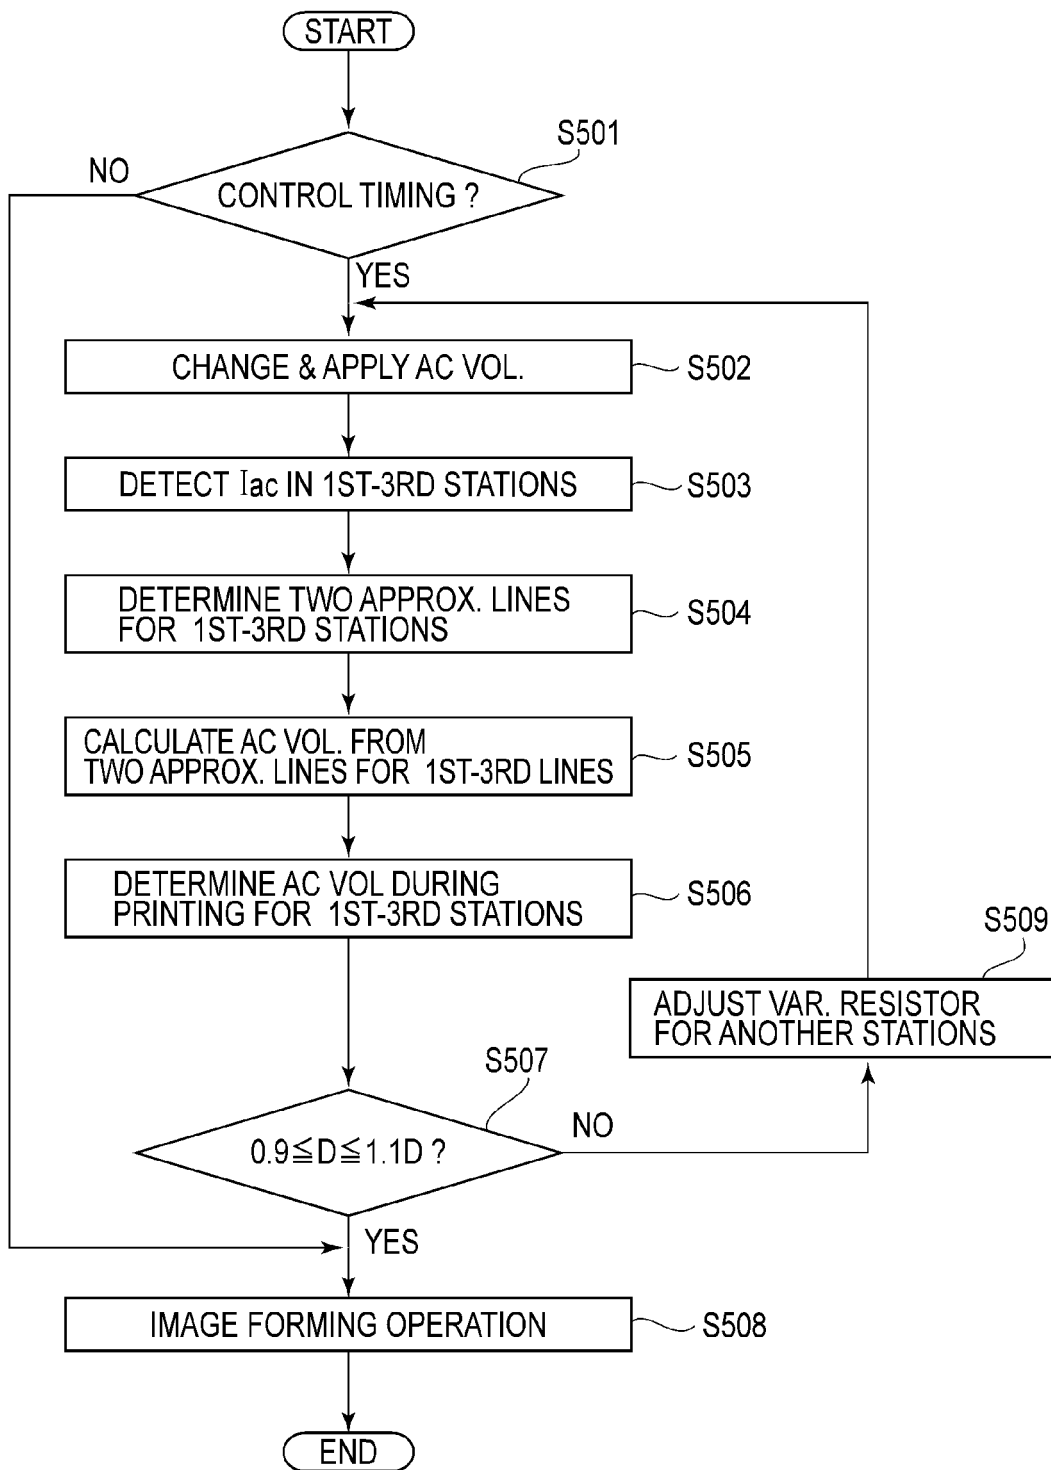 START
S501
NO
CONTROL TIMING ?
YES
CHANGE & APPLY AC VOL.
S502
DETECT Iac IN 1ST-3RD STATIONS
S503
DETERMINE TWO APPROX. LINES
FOR 1ST-3RD STATIONS
S504
CALCULATE AC VOL. FROM
TWO APPROX. LINES FOR 1ST-3RD LINES
S505
DETERMINE AC VOL DURING
PRINTING FOR 1ST-3RD STATIONS
S506
S509
ADJUST VAR. RESISTOR
FOR ANOTHER STATIONS
S507
0.9≦D≦1.1D ?
NO
YES
IMAGE FORMING OPERATION
S508
END